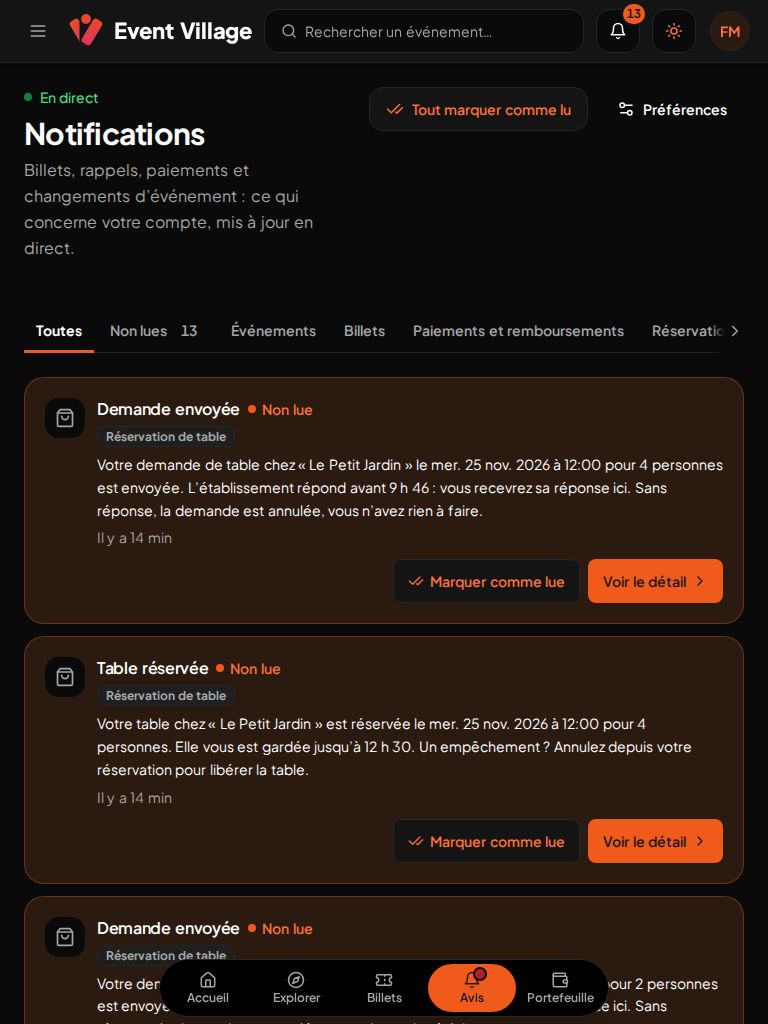 Event Village
Rechercher un événement…
13
FM
En direct
Notifications
Billets, rappels, paiements et
changements d’événement : ce qui
concerne votre compte, mis à jour en
direct.
Tout marquer comme lu
Préférences
Toutes
Non lues 13
Événements
Billets
Paiements et remboursements
Demande envoyée
Non lue
Réservation de table
Votre demande de table chez « Le Petit Jardin » le mer. 25 nov. 2026 à 12:00 pour 4 personnes
est envoyée. L’établissement répond avant 9 h 46 : vous recevrez sa réponse ici. Sans
réponse, la demande est annulée, vous n’avez rien à faire.
Il y a 14 min
Marquer comme lue
Voir le détail
Table réservée
Non lue
Réservation de table
Votre table chez « Le Petit Jardin » est réservée le mer. 25 nov. 2026 à 12:00 pour 4
personnes. Elle vous est gardée jusqu’à 12 h 30. Un empêchement ? Annulez depuis votre
réservation pour libérer la table.
Il y a 14 min
Marquer comme lue
Voir le détail
Demande envoyée
Non lue
Réservation de table
Votre pour 2 personnes
est ici. Sans
Accueil
Explorer
Billets
Avis
Portefeuille